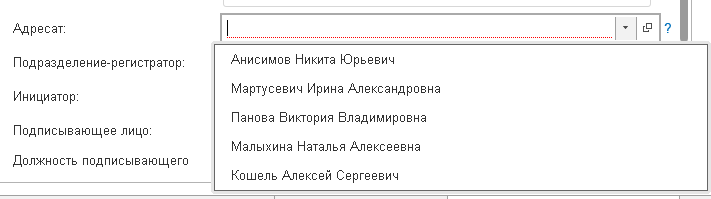 Адресат:
?
Анисимов Никита Юрьевич
Подразделение-регистратор:
Мартусевич Ирина Александровна
Инициатор:
Панова Виктория Владимировна
Подписывающее лицо:
Малыхина Наталья Алексеевна
Должность подписывающего
Кошель Алексей Сергеевич